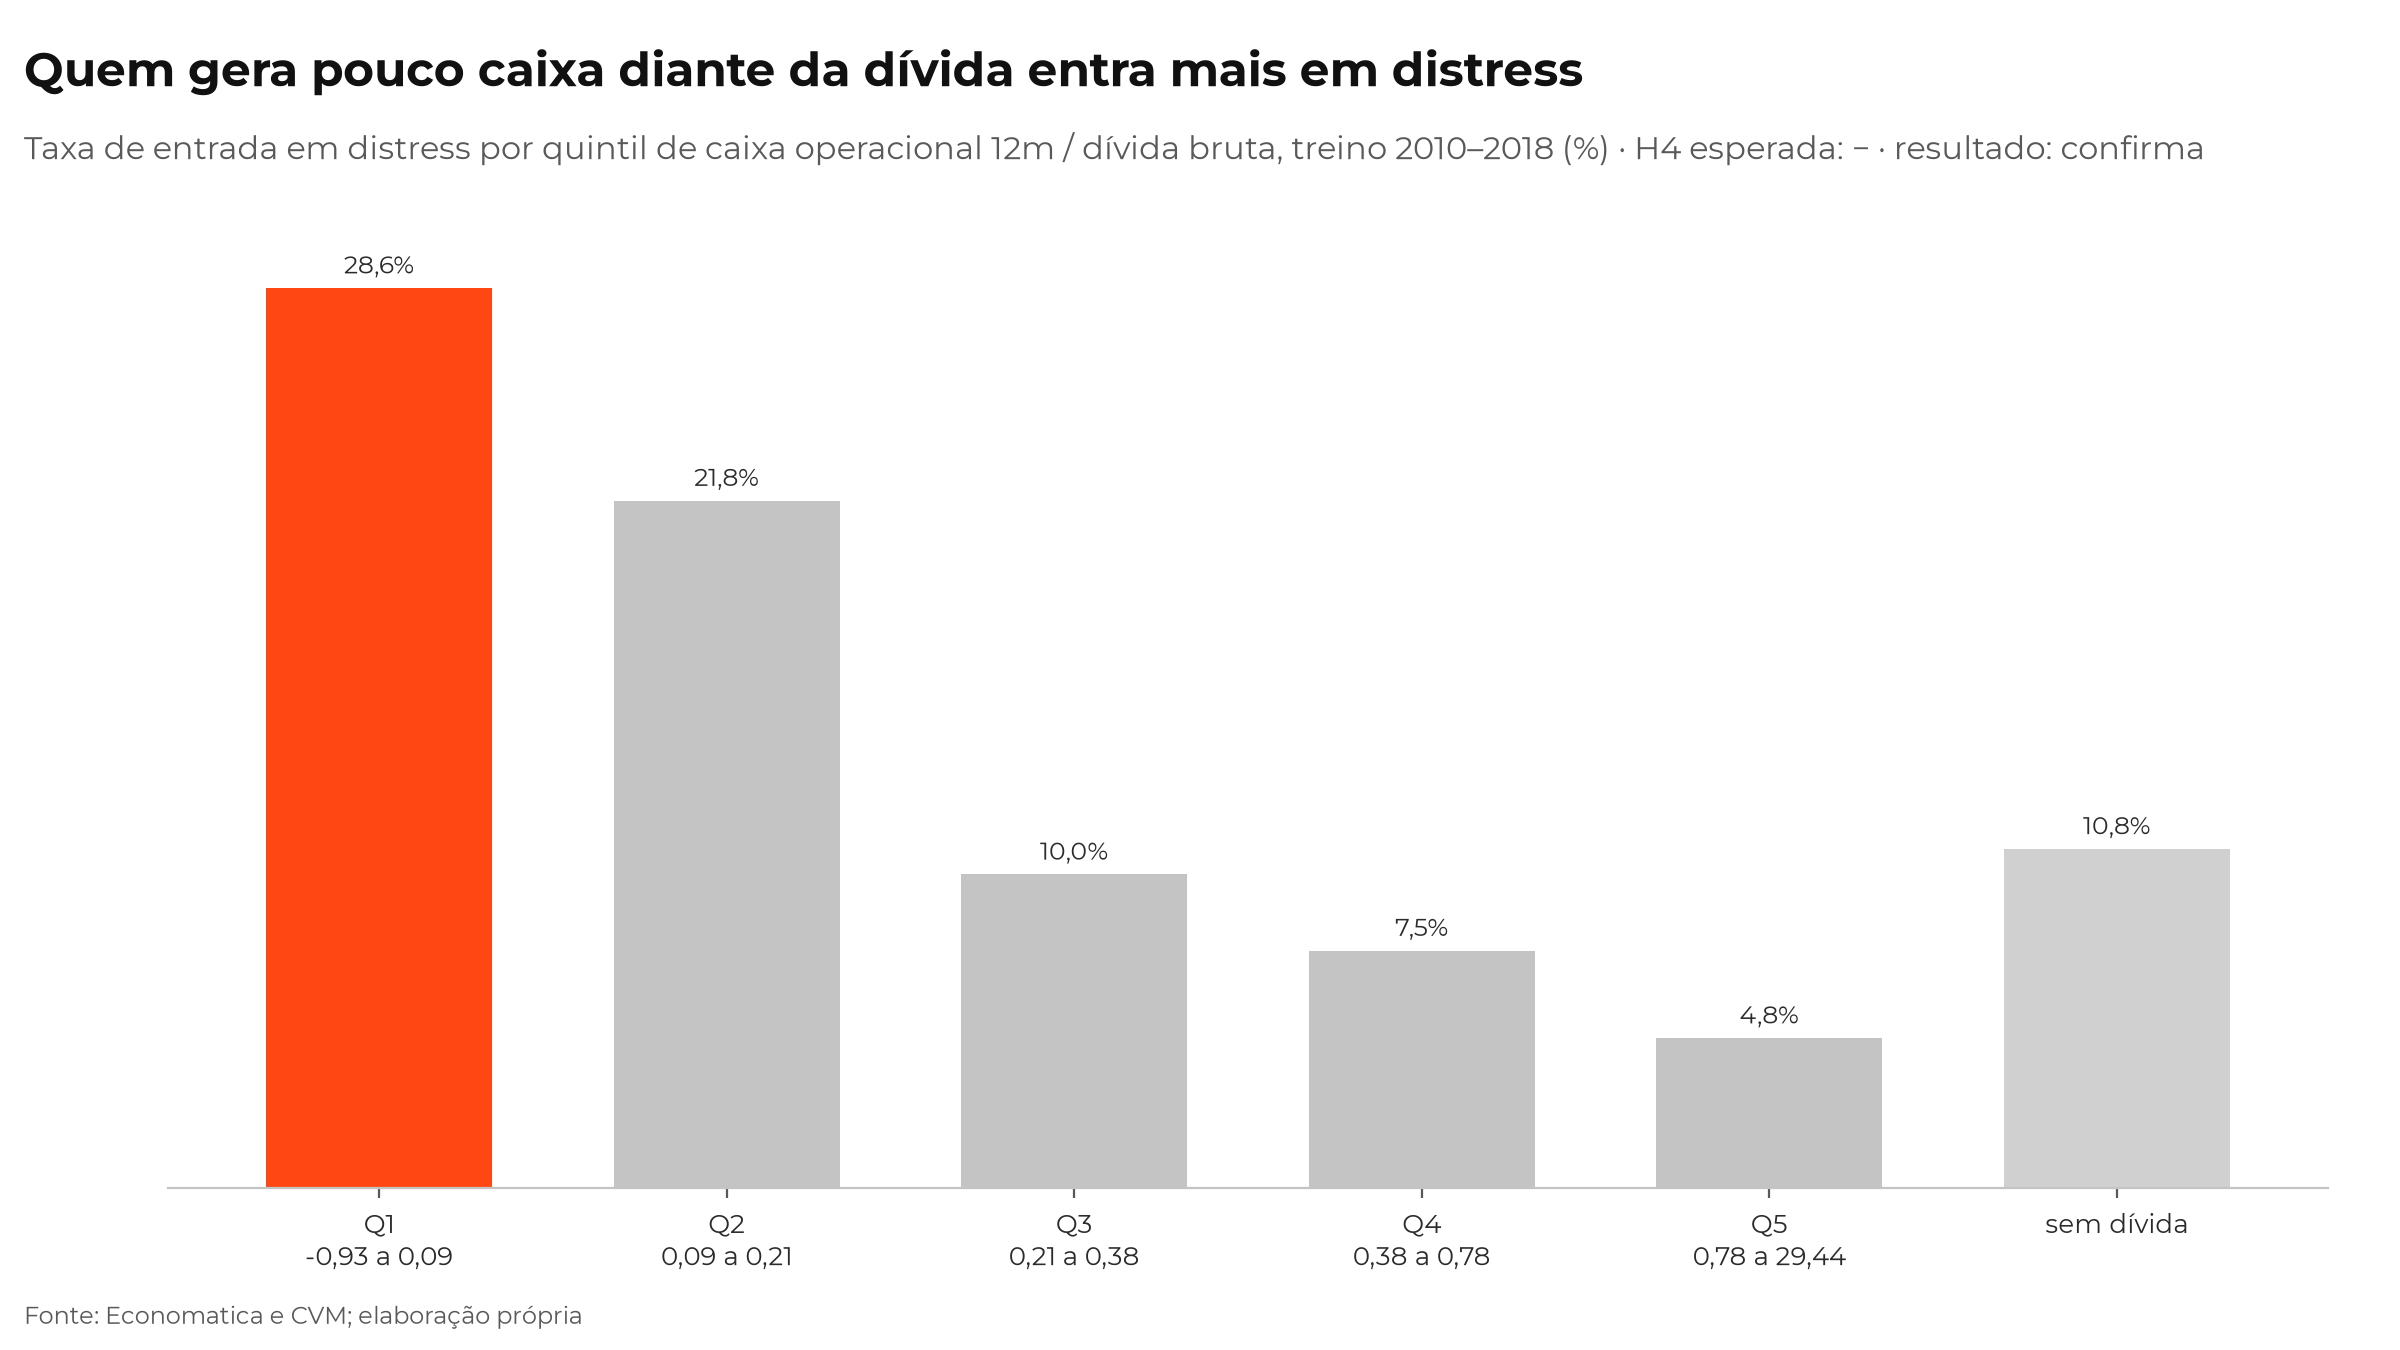 Quem gera pouco caixa diante da dívida entra mais em distress
Taxa de entrada em distress por quintil de caixa operacional 12m / dívida bruta, treino 2010–2018 (%) · H4 esperada: − · resultado: confirma
28,6%
21,8%
10,0%
7,5%
4,8%
10,8%
Q1
-0,93 a 0,09
Q2
0,09 a 0,21
Q3
0,21 a 0,38
Q4
0,38 a 0,78
Q5
0,78 a 29,44
sem dívida
Fonte: Economatica e CVM; elaboração própria